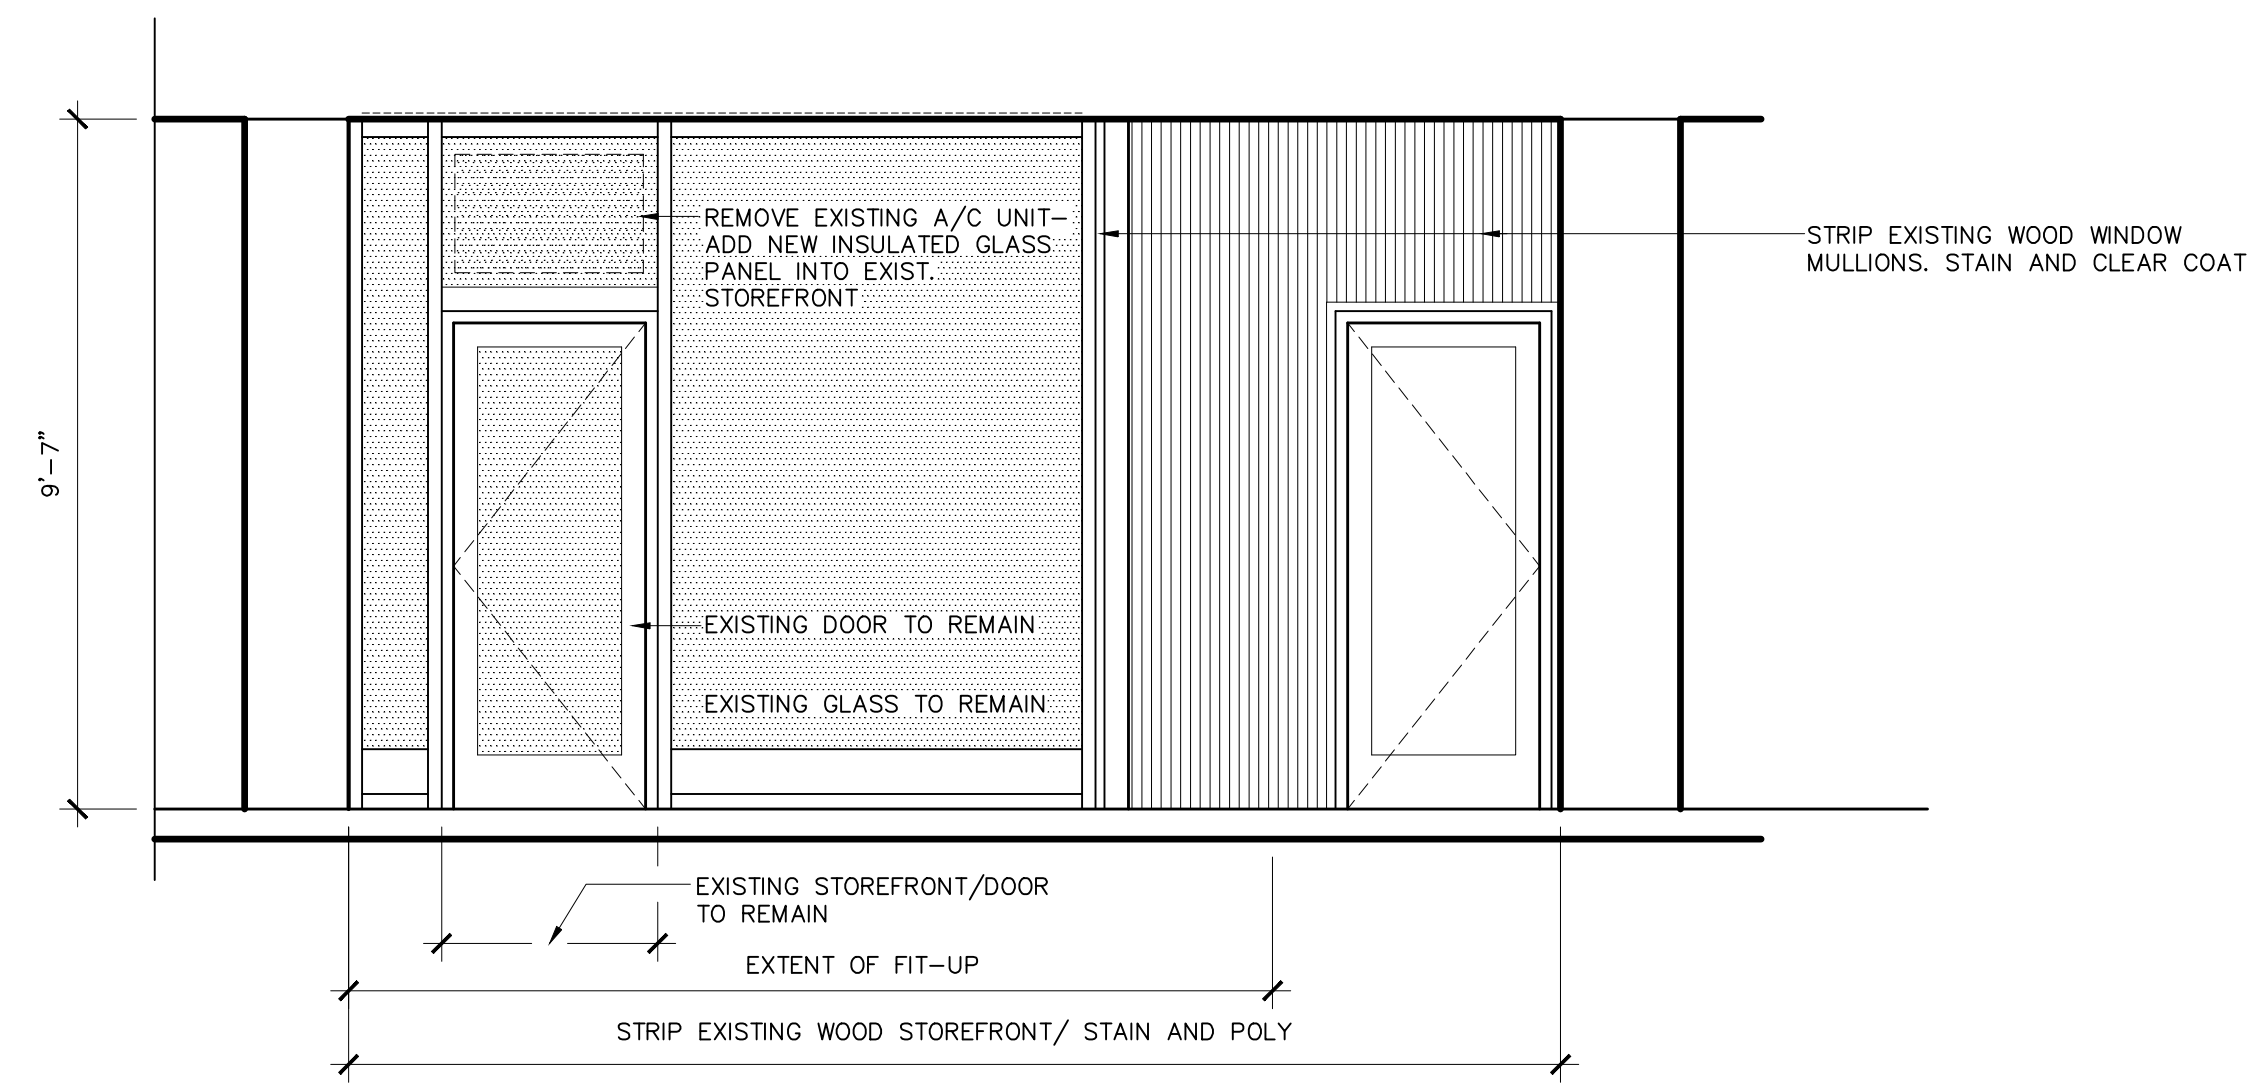 REMOVE EXISTING A/C UNIT-
ADD NEW INSULATED GLASS
PANEL INTO EXIST.
STOREFRONT
STRIP EXISTING WOOD WINDOW
MULLIONS. STAIN AND CLEAR COAT
9'-7"
EXISTING DOOR TO REMAIN
EXISTING GLASS TO REMAIN
EXISTING STOREFRONT/DOOR
TO REMAIN
EXTENT OF FIT-UP
STRIP EXISTING WOOD STOREFRONT/ STAIN AND POLY